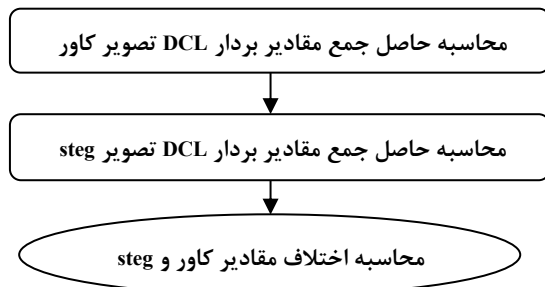 محاسبه حاصل جمع مقادیر بردار DCL تصویر کاور
محاسبه حاصل جمع مقادیر بردار DCL تصویر steg
محاسبه اختلاف مقادیر کاور و steg